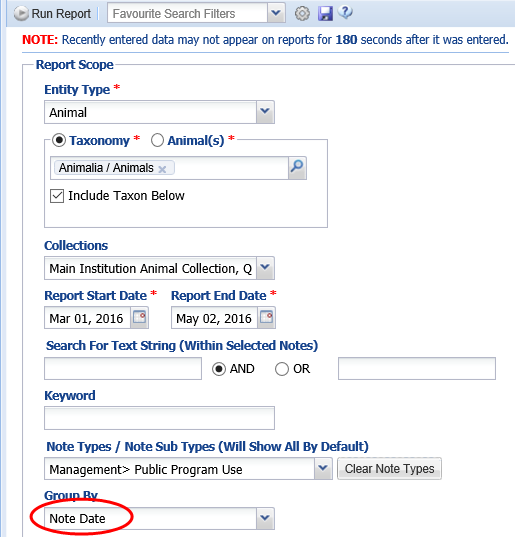 Run Report Favourite Search Filters
NOTE: Recently entered data may not appear on reports for 180 seconds after it was entered.
Report Scope
Entity Type *
Animal
Taxonomy * Animal(s) *
Animalia / Animals
Include Taxon Below
Collections
Main Institution Animal Collection, Q
Report Start Date * Report End Date *
Mar 01, 2016 May 02, 2016
Search For Text String (Within Selected Notes)
AND OR
Keyword
Note Types / Note Sub Types (Will Show All By Default)
Management> Public Program Use Clear Note Types
Group By
Note Date